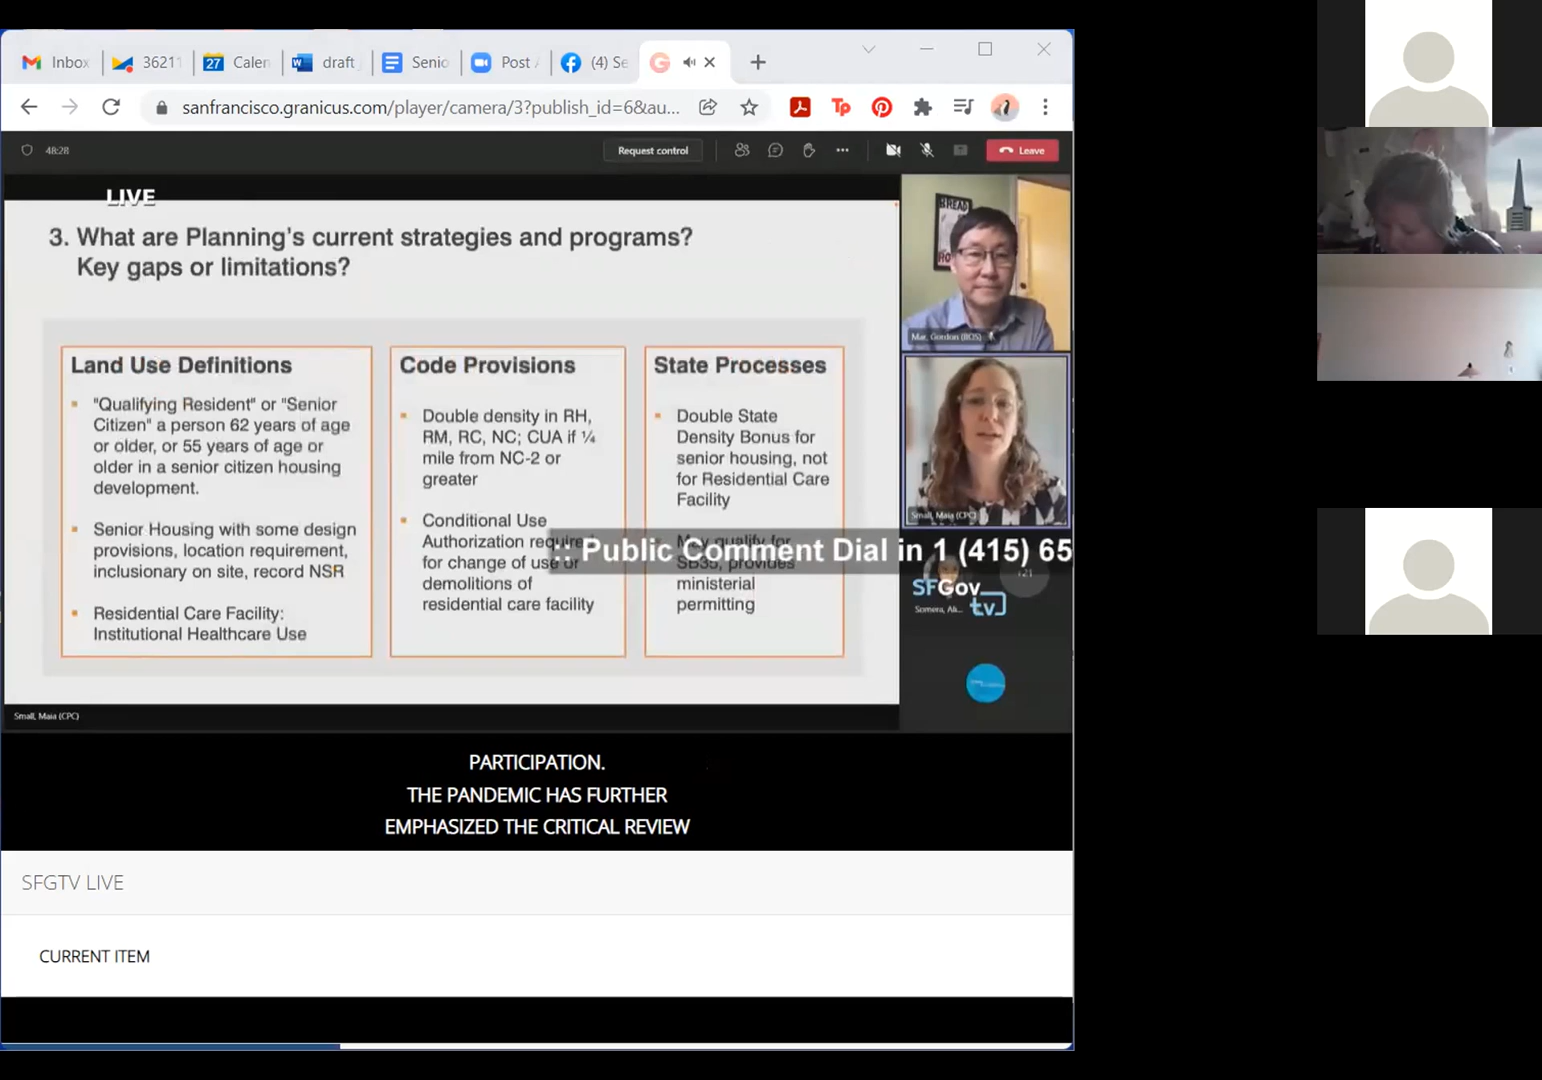 Inbox
36211
27
Calen
draft
Senio
Post A
(4) Se
sanfrancisco.granicus.com/player/camera/3?publish_id=6&au...
48:28
Request control
Leave
LIVE
3. What are Planning's current strategies and programs?
Key gaps or limitations?
Land Use Definitions
"Qualifying Resident" or "Senior
Citizen" a person 62 years of age
or older, or 55 years of age or
older in a senior citizen housing
development.
Senior Housing with some design
provisions, location requirement,
inclusionary on site, record NSR
Residential Care Facility:
Institutional Healthcare Use
Code Provisions
Double density in RH,
RM, RC, NC; CUA if ¼
mile from NC-2 or
greater
Conditional Use
Authorization require
for change of use or
demolitions of
residential care facility
State Processes
Double State
Density Bonus for
senior housing, not
for Residential Care
Facility
May qualify for
SB35, provides
ministerial
permitting
:: Public Comment Dial in 1 (415) 65
READ
Mar, Gordon (BOS)
Small, Maia (CPC)
+21
SFGov
tv
Somera, Ali...
Small, Maia (CPC)
PARTICIPATION.
THE PANDEMIC HAS FURTHER
EMPHASIZED THE CRITICAL REVIEW
SFGTV LIVE
CURRENT ITEM